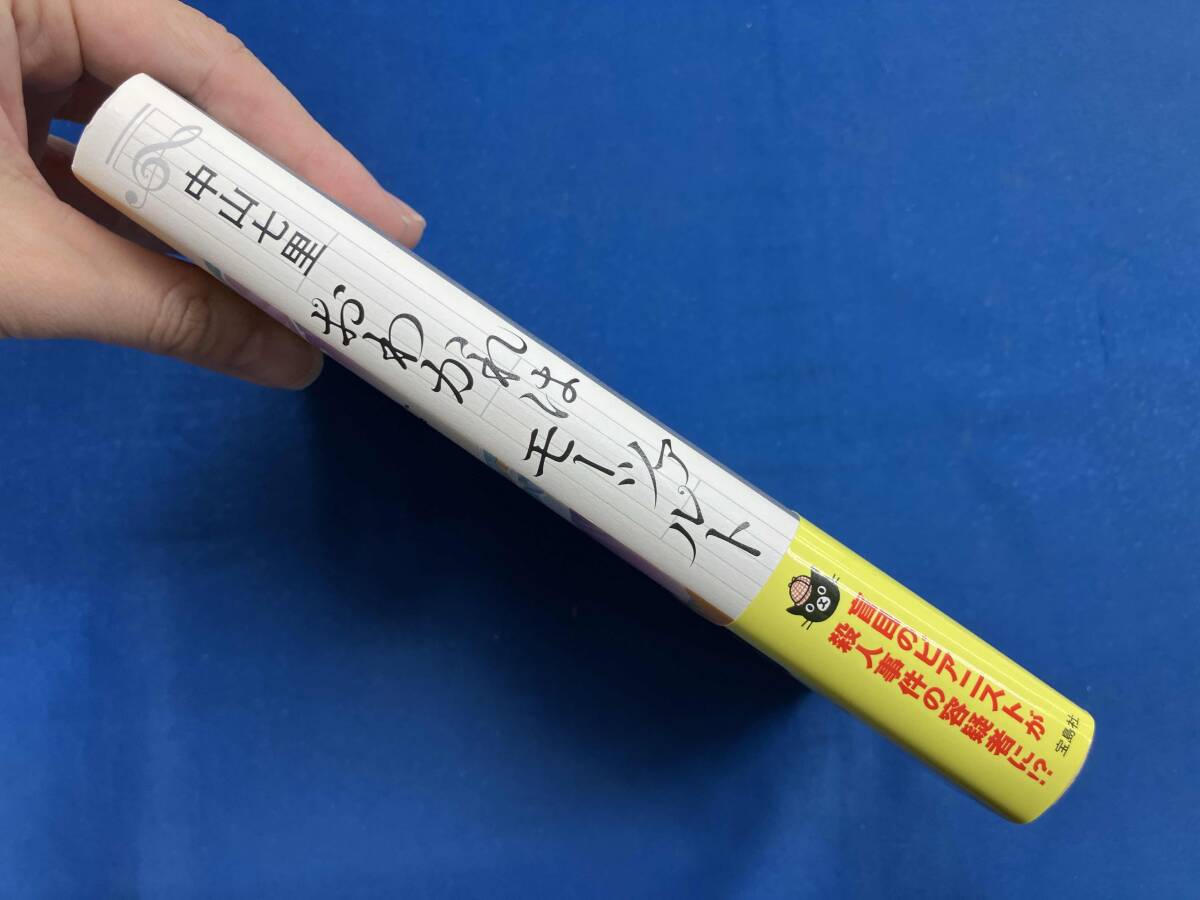 中山七里
おわかれはモーツァルト
盲目のピアニストが
殺人事件の容疑者に!?
宝島社